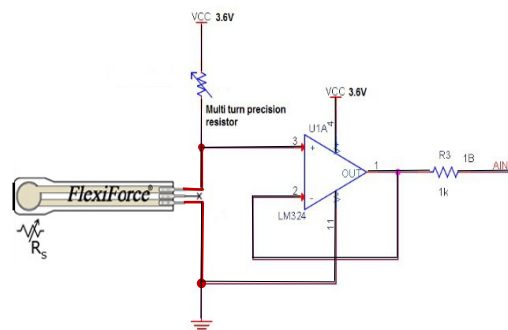 VCC 3.6V
Multi turn precision
resistor
VCC 3.6V
U1A
4
3
+
1
OUT
2
-
LM324
11
R3
1B
AIN
1k
FlexiForce®
Rs